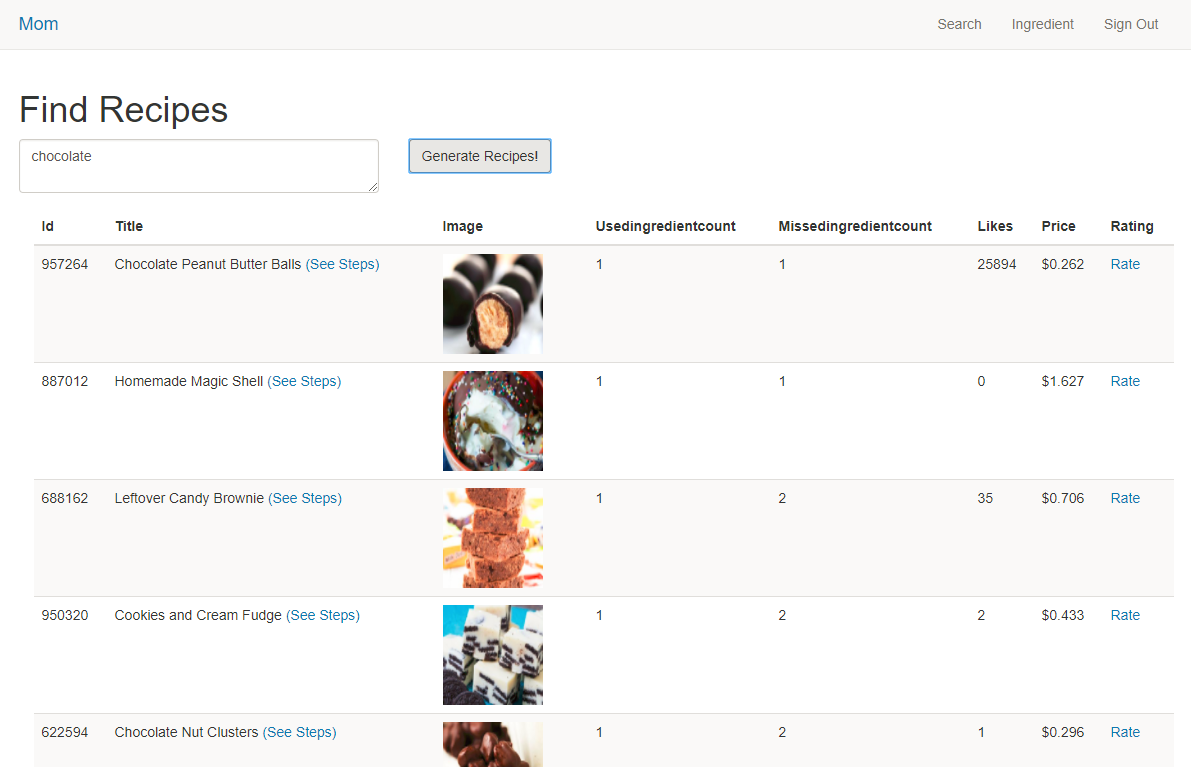 Mom Search Ingredient Sign Out
Find Recipes
chocolate Generate Recipes!
Id Title Image Usedingredientcount Missedingredientcount Likes Price Rating
957264 Chocolate Peanut Butter Balls (See Steps) 1 1 25894 $0.262 Rate
887012 Homemade Magic Shell (See Steps) 1 1 0 $1.627 Rate
688162 Leftover Candy Brownie (See Steps) 1 2 35 $0.706 Rate
950320 Cookies and Cream Fudge (See Steps) 1 2 2 $0.433 Rate
622594 Chocolate Nut Clusters (See Steps) 1 2 1 $0.296 Rate